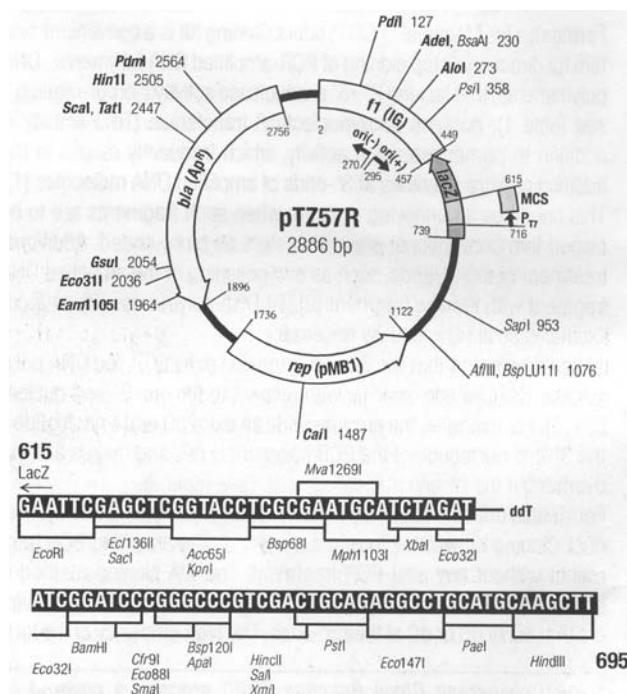 PdiI 127
AdeI, BsaAI 230
AloI 273
PsiI 358
PdmI 2564
Hin1I 2505
ScaI, TatI 2447
2756
2
f1 (IG)
ori(-) ori(+)
270
295
449
457
lacZ
615
MCS
PT7
716
739
bla (ApR)
pTZ57R
2886 bp
GsuI 2054
Eco31I 2036
Eam1105I 1964
1896
1736
1122
SapI 953
AflIII, BspLU11I 1076
rep (pMB1)
CaiI 1487
615
LacZ
Mva1269I
GAATTCGAGCTCGGTACCTCGCGAATGCATCTAGAT ddT
EcoRI
Ecl136II
SacI
Acc65I
KpnI
Bsp68I
Mph1103I
XbaI
Eco32I
ATCGGATCCCGGGCCCGTCGACTGCAGAGGCCTGCATGCAAGCTT
Eco32I
BamHI
Cfr9I
Eco88I
SmaI
Bsp120I
ApaI
HincII
SalI
XmiI
PstI
Eco147I
PaeI
HindIII
695